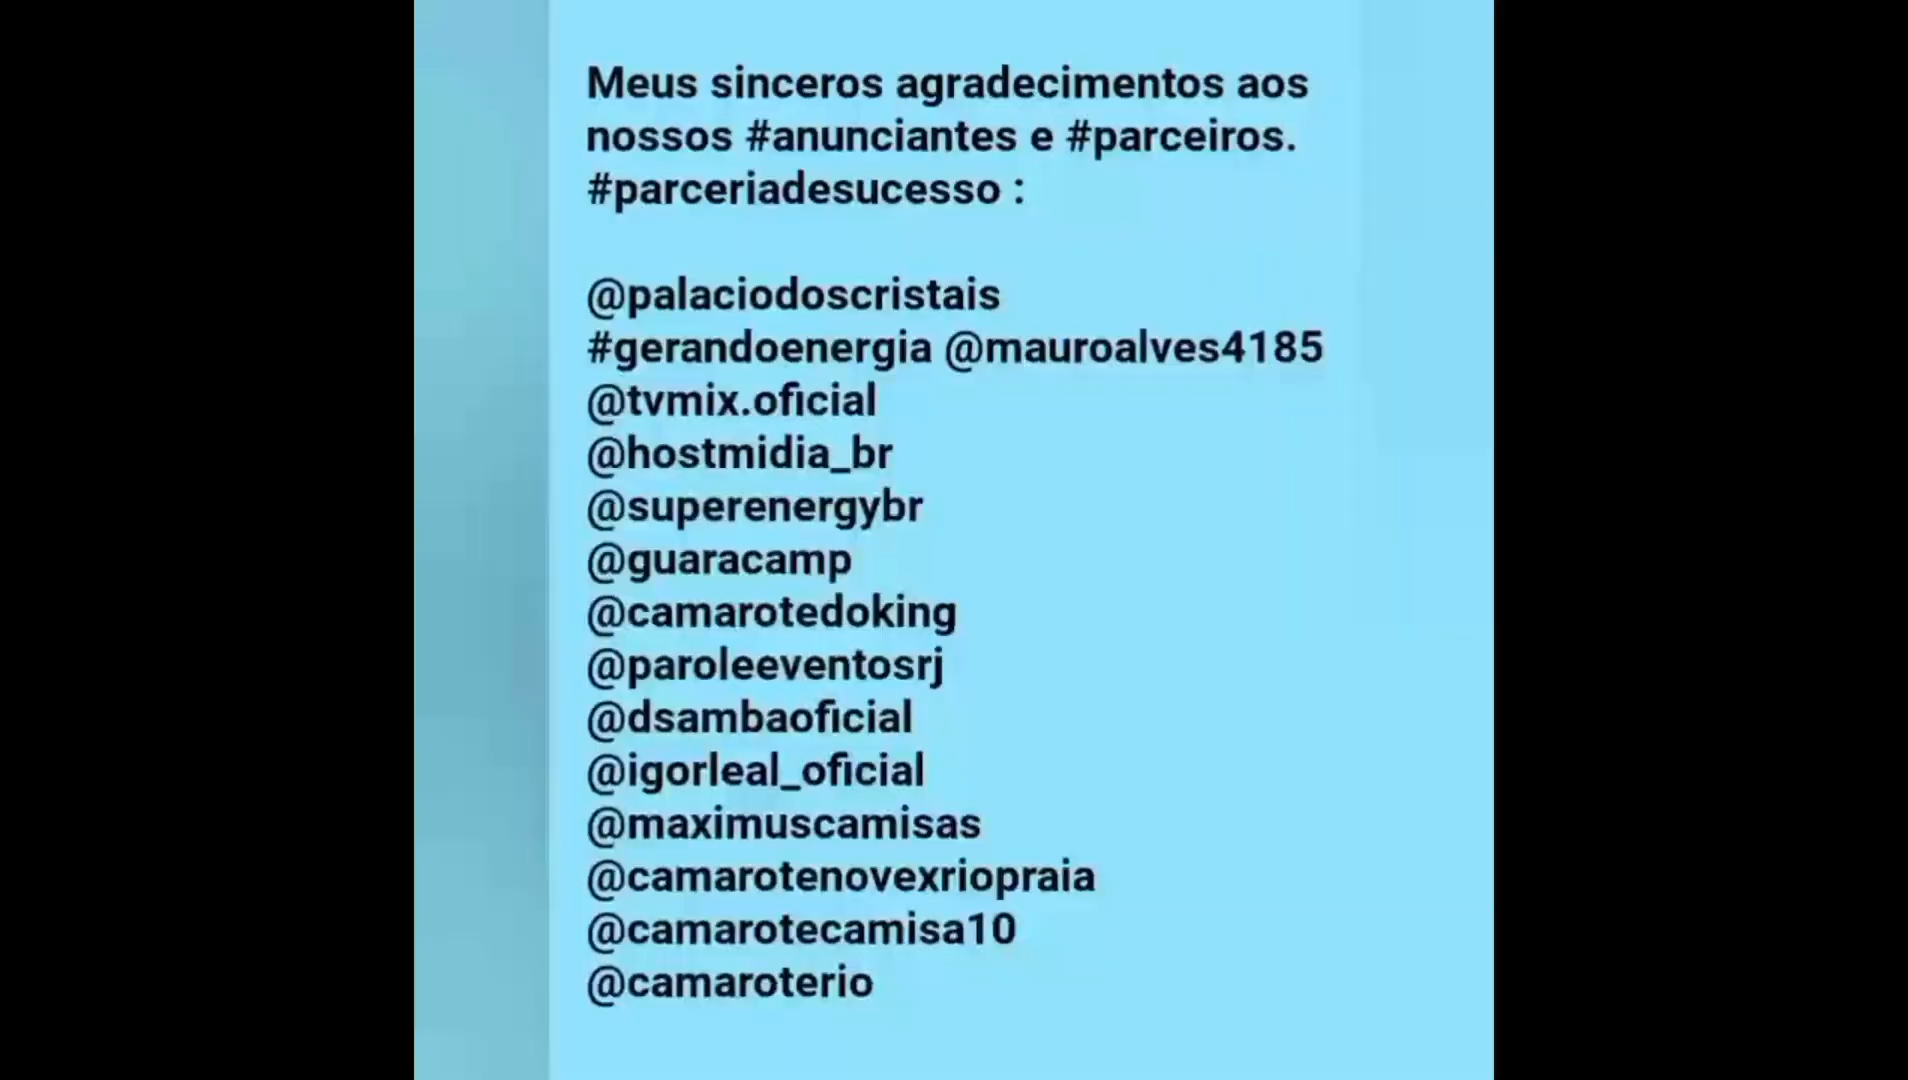 Meus sinceros agradecimentos aos
nossos #anunciantes e #parceiros.
#parceriadesucesso :
@palaciodoscristais
#gerandoenergia @mauroalves4185
@tvmix.oficial
@hostmidia_br
@superenergybr
@guaracamp
@camarotedoking
@paroleeventosrj
@dsambaoficial
@igorleal_oficial
@maximuscamisas
@camarotenovexriopraia
@camarotecamisa10
@camaroterio